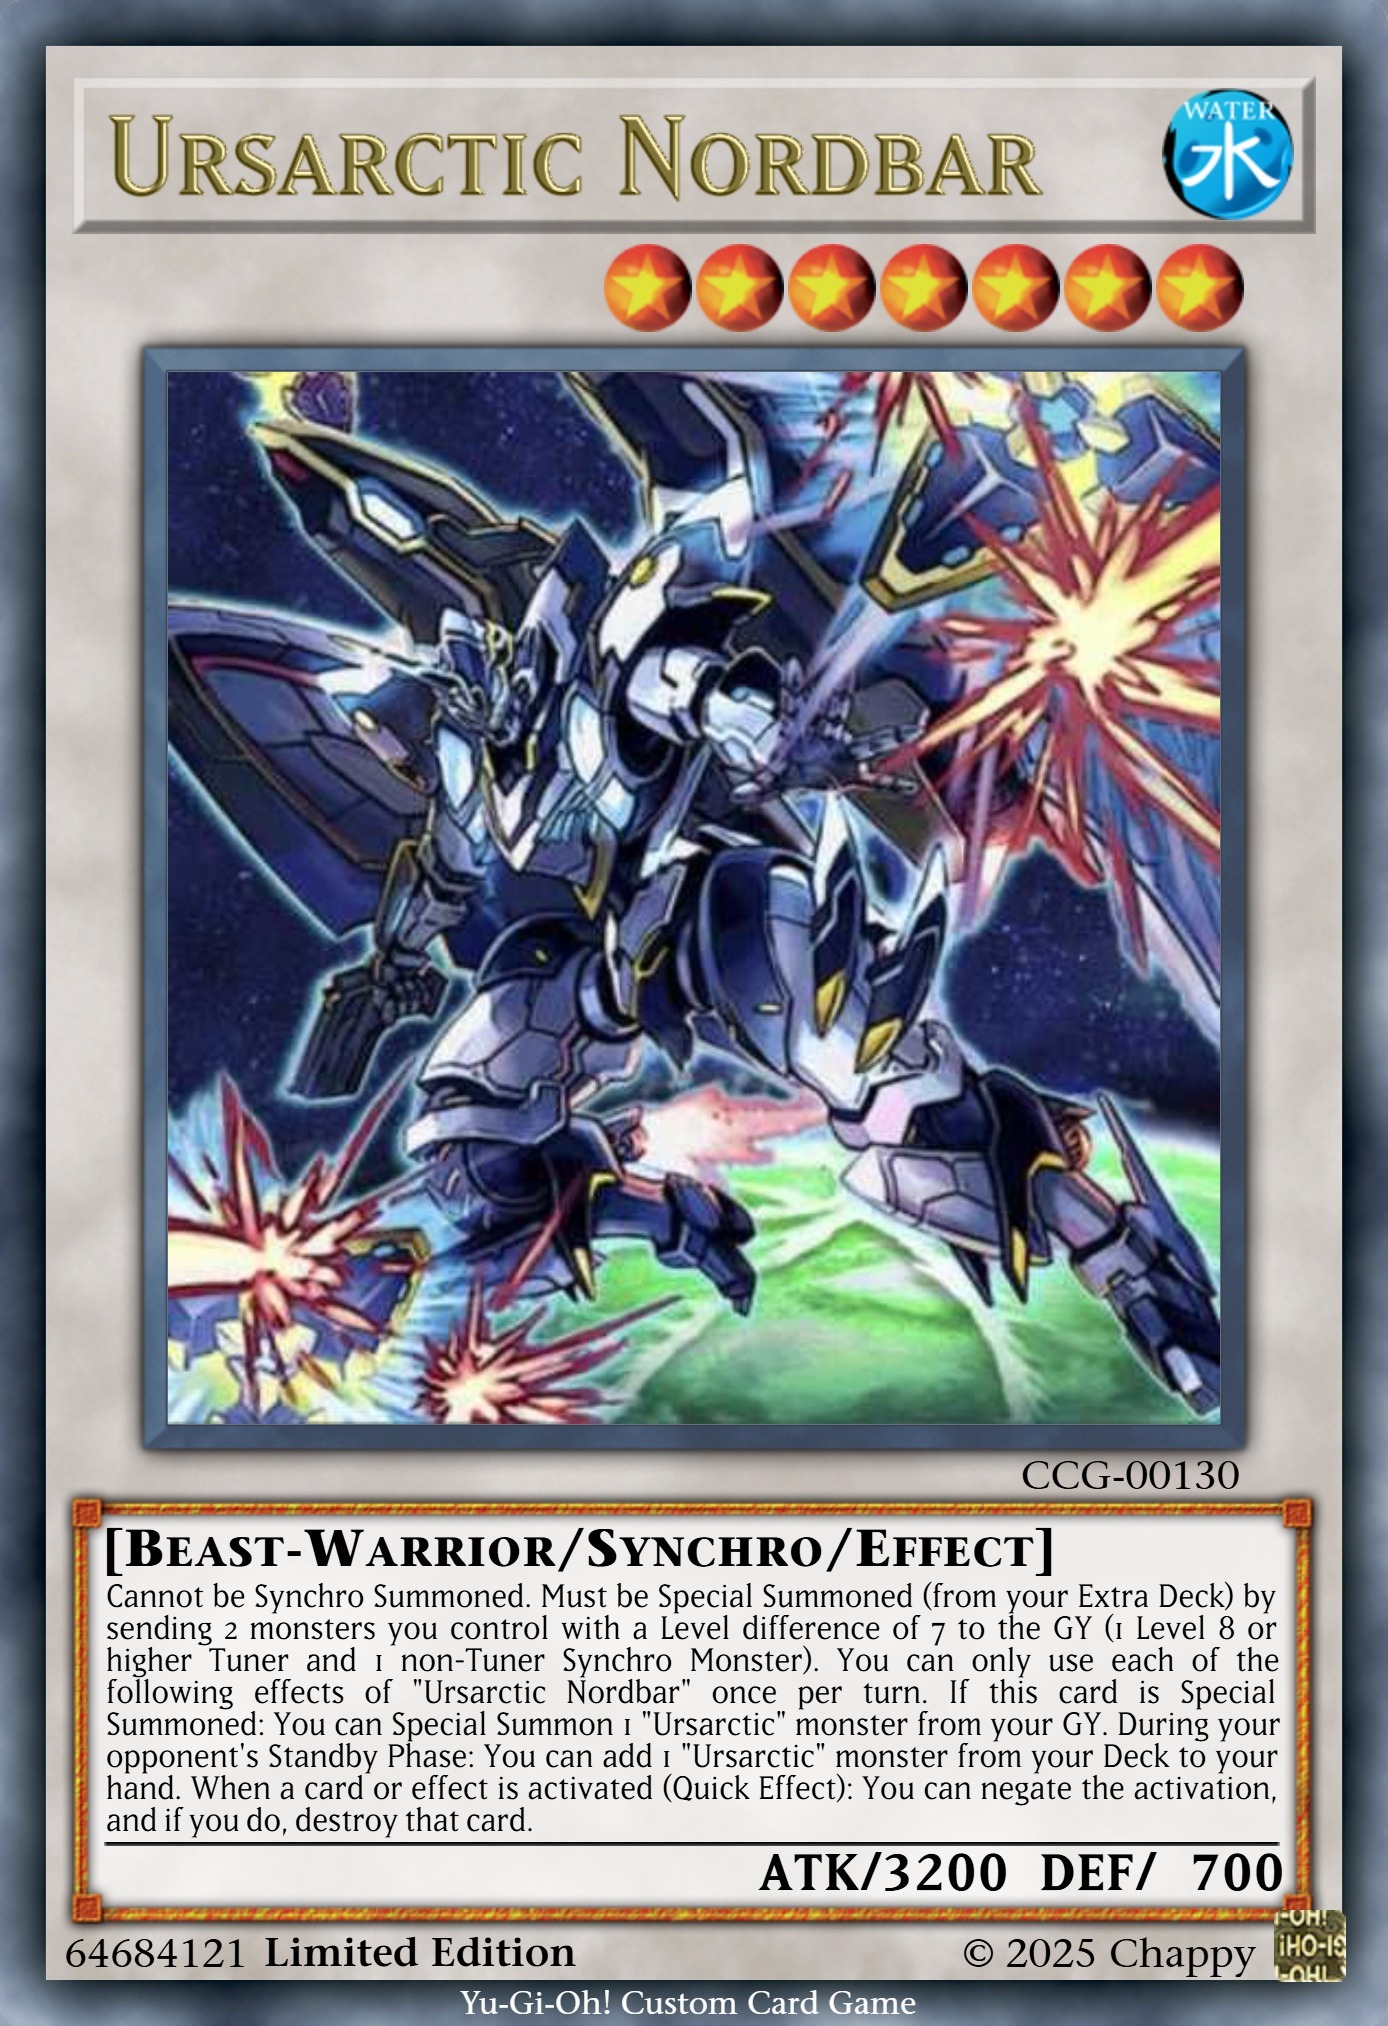 Ursarctic Nordbar
WATER
水
CCG-00130
[Beast-Warrior/Synchro/Effect]
Cannot be Synchro Summoned. Must be Special Summoned (from your Extra Deck) by
sending 2 monsters you control with a Level difference of 7 to the GY (1 Level 8 or
higher Tuner and 1 non-Tuner Synchro Monster). You can only use each of the
following effects of "Ursarctic Nordbar" once per turn. If this card is Special
Summoned: You can Special Summon 1 "Ursarctic" monster from your GY. During your
opponent's Standby Phase: You can add 1 "Ursarctic" monster from your Deck to your
hand. When a card or effect is activated (Quick Effect): You can negate the activation,
and if you do, destroy that card.
ATK/3200 DEF/ 700
64684121 Limited Edition
© 2025 Chappy
Yu-Gi-Oh! Custom Card Game